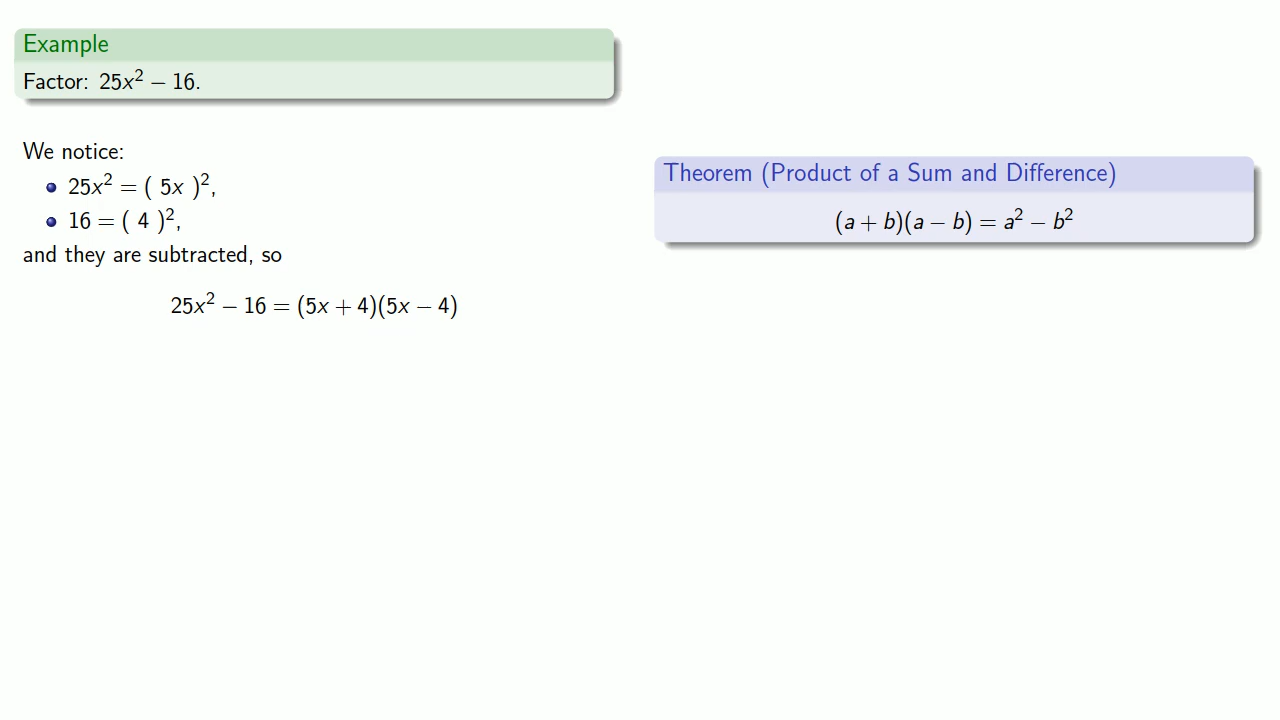 Example
Factor: 25x² − 16.
We notice:
25x² = ( 5x )²,
16 = ( 4 )²,
and they are subtracted, so
25x² − 16 = (5x + 4)(5x − 4)
Theorem (Product of a Sum and Difference)
(a + b)(a − b) = a² − b²